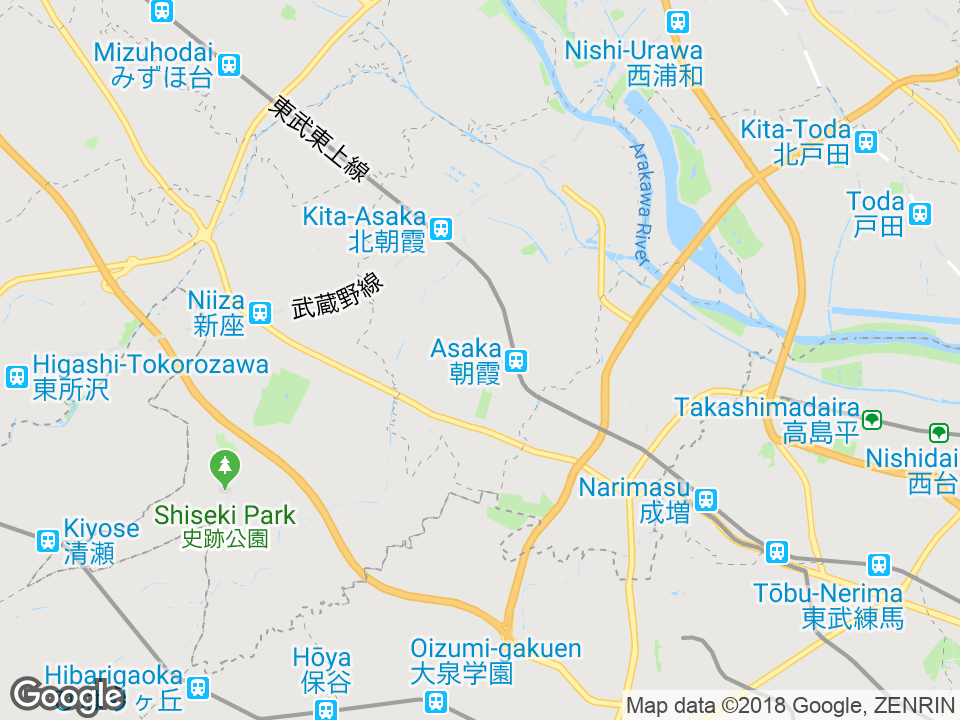 Mizuhodai
みずほ台
Nishi-Urawa
西浦和
東武東上線
Kita-Toda
北戸田
Arakawa River
Toda
戸田
Kita-Asaka
北朝霞
武蔵野線
Niiza
新座
Asaka
朝霞
Higashi-Tokorozawa
東所沢
Takashimadaira
高島平
Nishidai
西台
Narimasu
成増
Shiseki Park
史跡公園
Kiyose
清瀬
Tōbu-Nerima
東武練馬
Oizumi-gakuen
大泉学園
Hōya
保谷
Hibarigaoka
ヶ丘
Google
Map data ©2018 Google, ZENRIN